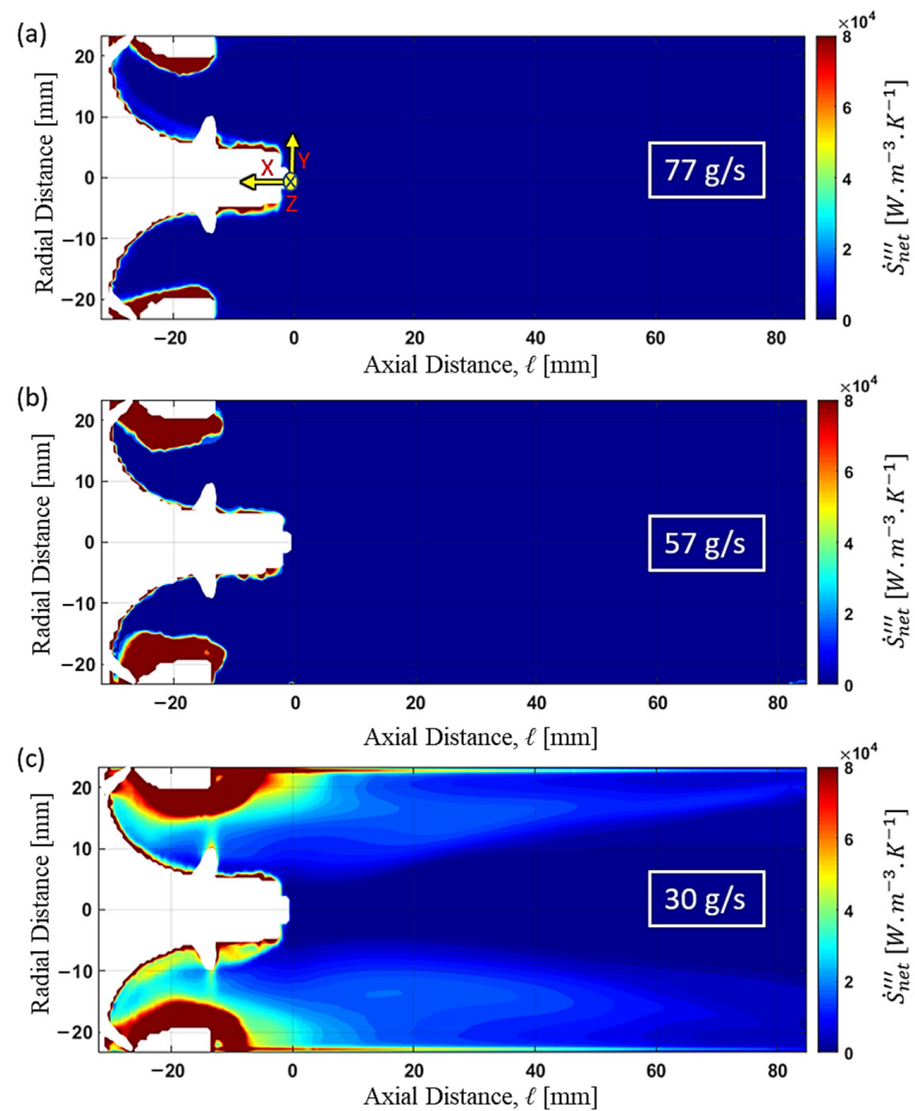 (a)
20
10
0
−10
−20
Radial Distance [mm]
X
Y
Z
77 g/s
−20
0
20
40
60
80
Axial Distance, ℓ [mm]
×10⁴
8
6
4
2
0
Ṡ‴net [W.m⁻³.K⁻¹]
(b)
20
10
0
−10
−20
Radial Distance [mm]
57 g/s
−20
0
20
40
60
80
Axial Distance, ℓ [mm]
×10⁴
8
6
4
2
0
Ṡ‴net [W.m⁻³.K⁻¹]
(c)
20
10
0
−10
−20
Radial Distance [mm]
30 g/s
−20
0
20
40
60
80
Axial Distance, ℓ [mm]
×10⁴
8
6
4
2
0
Ṡ‴net [W.m⁻³.K⁻¹]